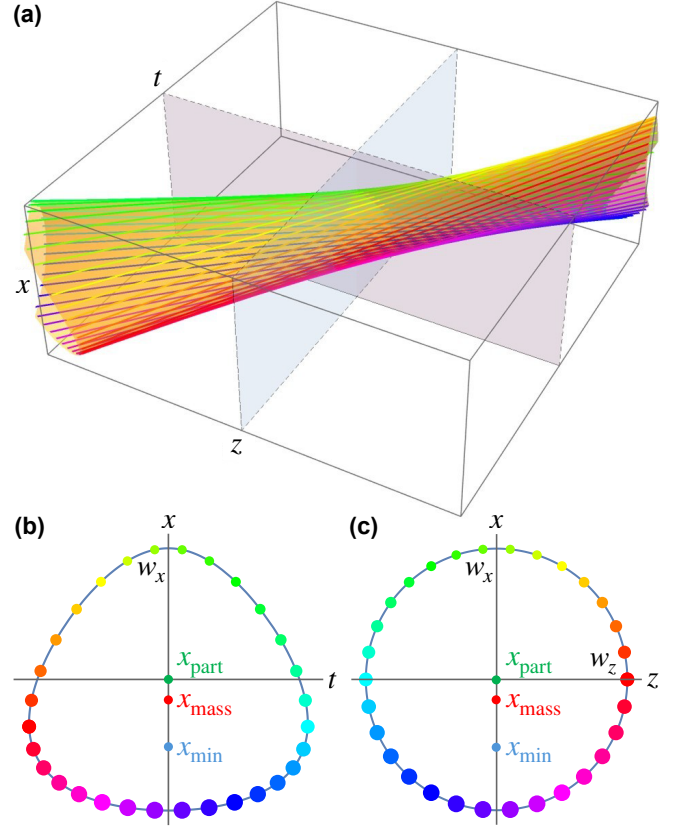 (a)
t
x
z
(b)
x
w_x
x_part
t
x_mass
x_min
(c)
x
w_x
x_part
w_z
z
x_mass
x_min